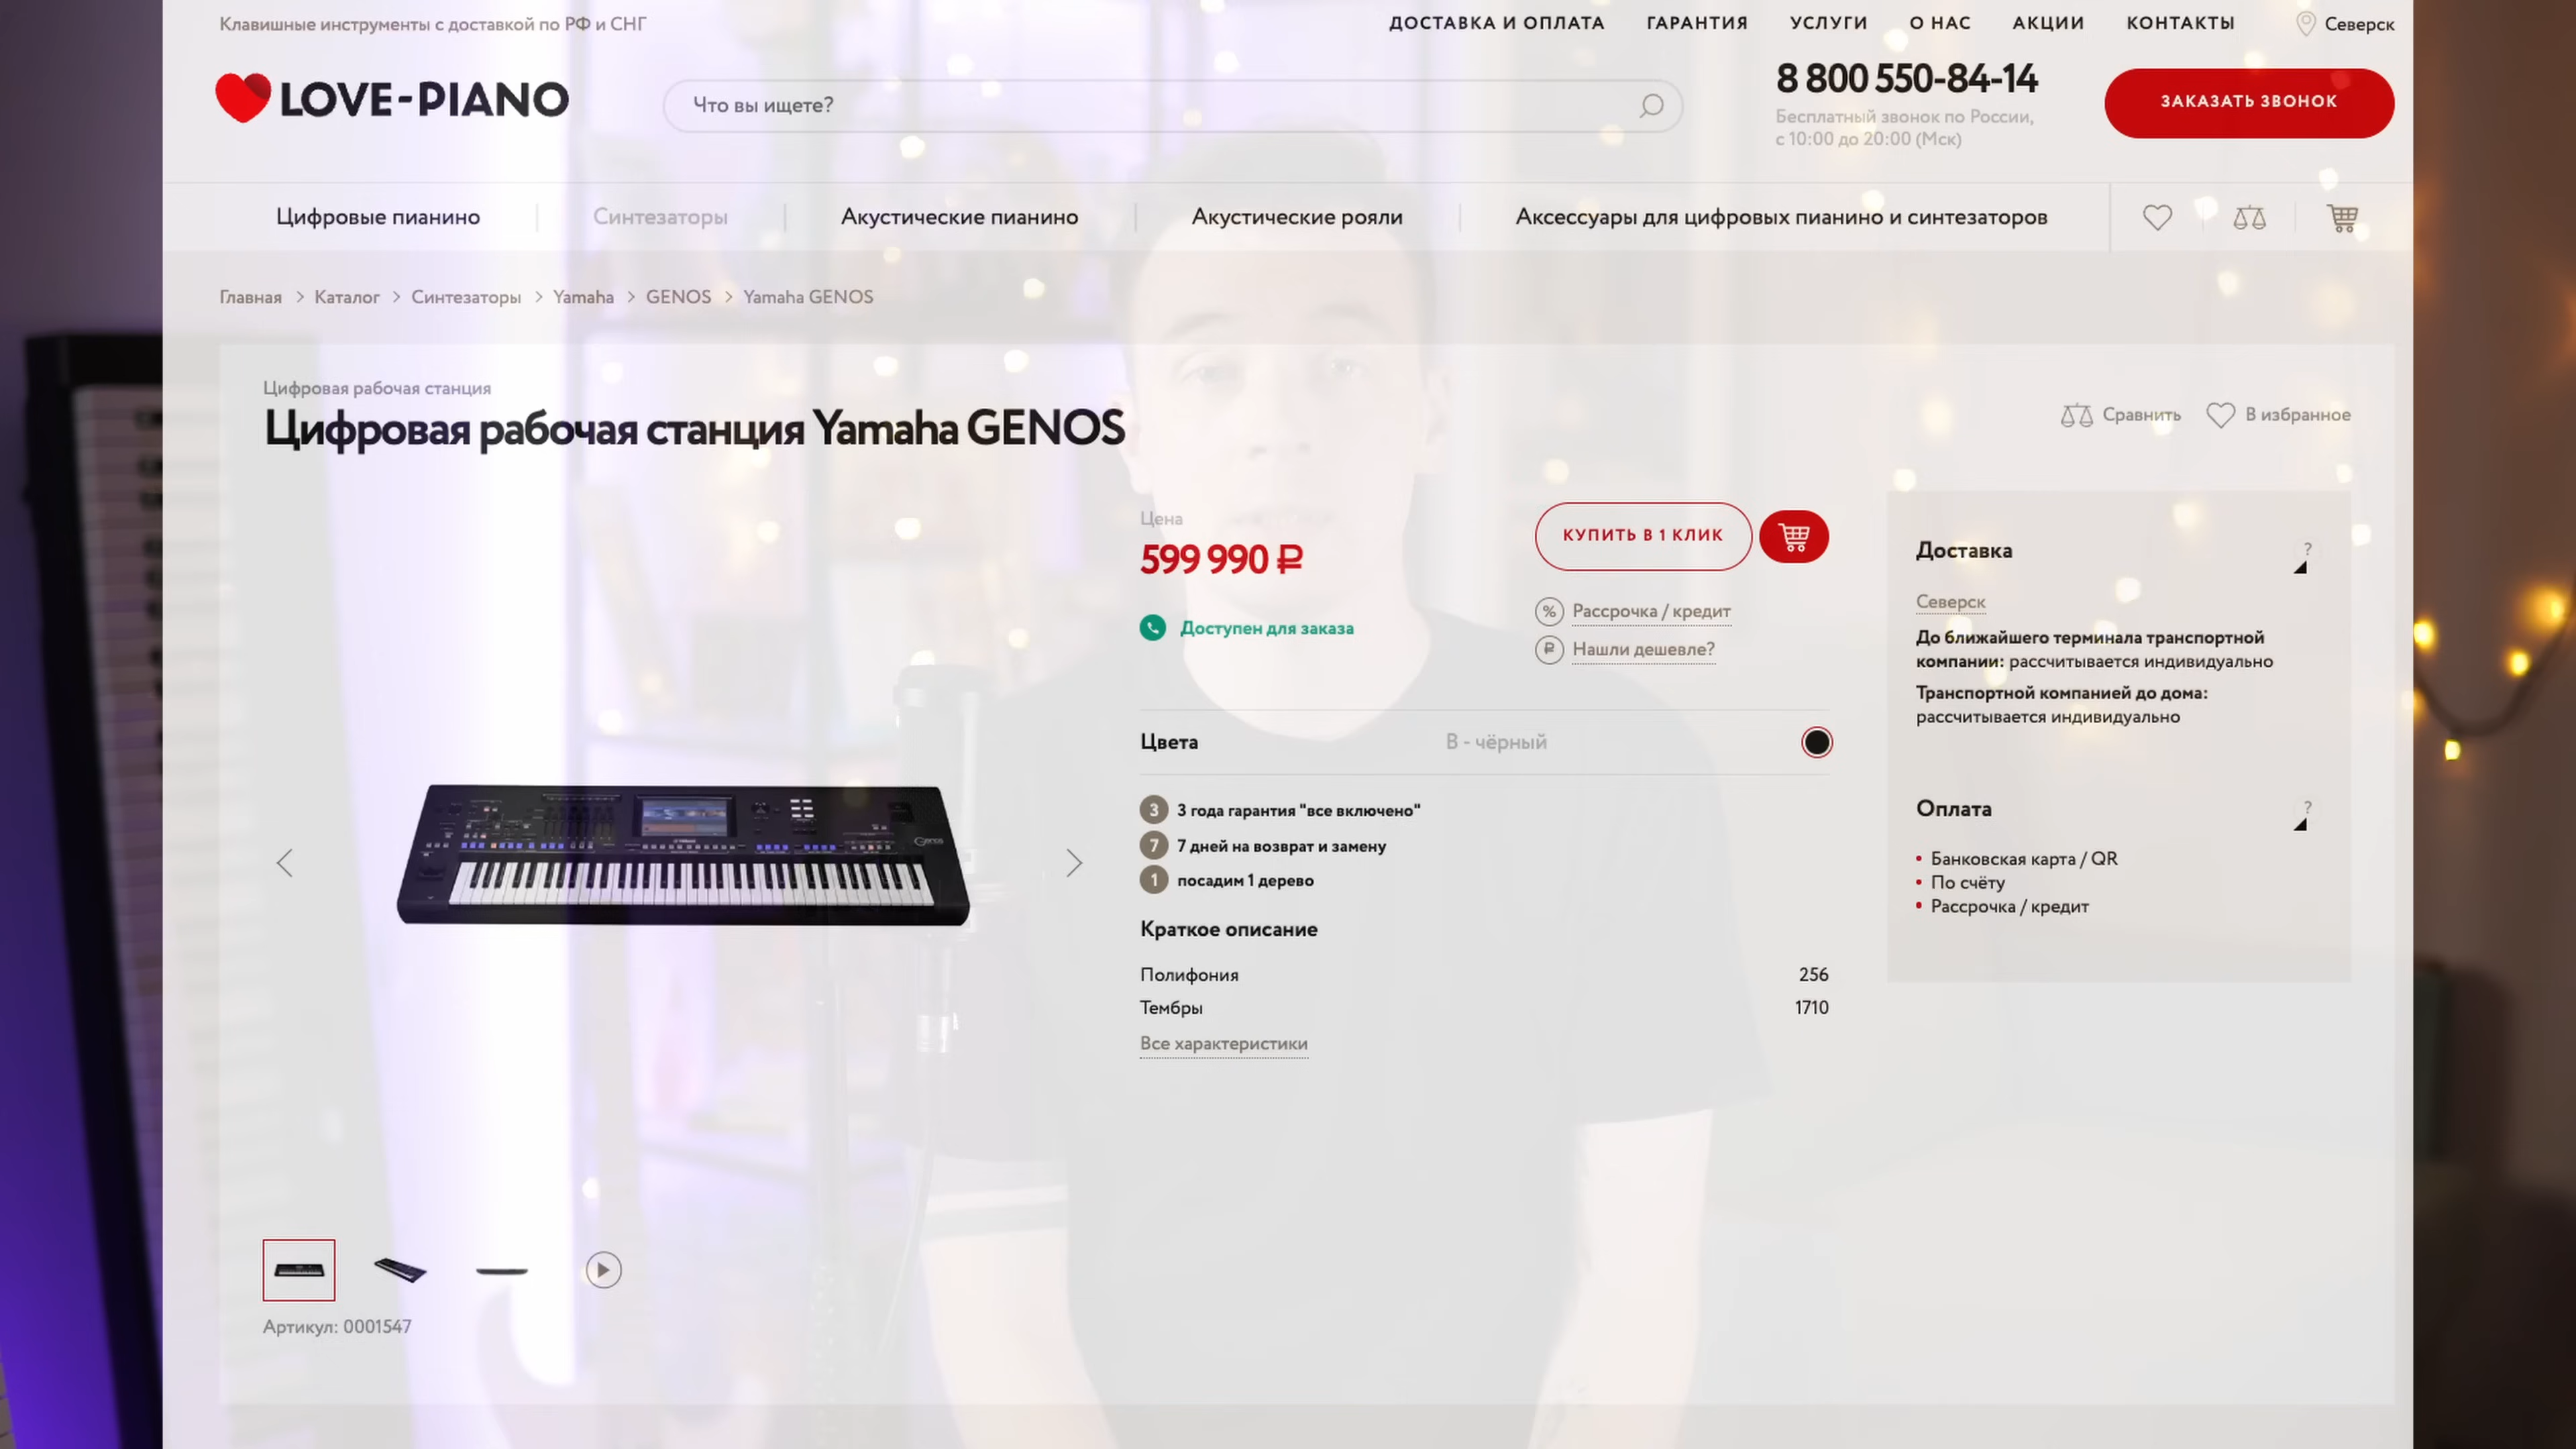 Клавишные инструменты с доставкой по РФ и СНГ
ДОСТАВКА И ОПЛАТА
ГАРАНТИЯ
УСЛУГИ
О НАС
АКЦИИ
КОНТАКТЫ
Северск
LOVE-PIANO
Что вы ищете?
8 800 550-84-14
Бесплатный звонок по России,
с 10:00 до 20:00 (Мск)
ЗАКАЗАТЬ ЗВОНОК
Цифровые пианино
Синтезаторы
Акустические пианино
Акустические рояли
Аксессуары для цифровых пианино и синтезаторов
Главная > Каталог > Синтезаторы > Yamaha > GENOS > Yamaha GENOS
Цифровая рабочая станция
Цифровая рабочая станция Yamaha GENOS
Сравнить
В избранное
Цена
599 990 ₽
КУПИТЬ В 1 КЛИК
Доступен для заказа
% Рассрочка / кредит
₽ Нашли дешевле?
Цвета
B - чёрный
3 3 года гарантия "все включено"
7 7 дней на возврат и замену
1 посадим 1 дерево
Краткое описание
Полифония 256
Тембры 1710
Все характеристики
Доставка ?
Северск
До ближайшего терминала транспортной
компании: рассчитывается индивидуально
Транспортной компанией до дома:
рассчитывается индивидуально
Оплата ?
• Банковская карта / QR
• По счёту
• Рассрочка / кредит
Genos
Артикул: 0001547